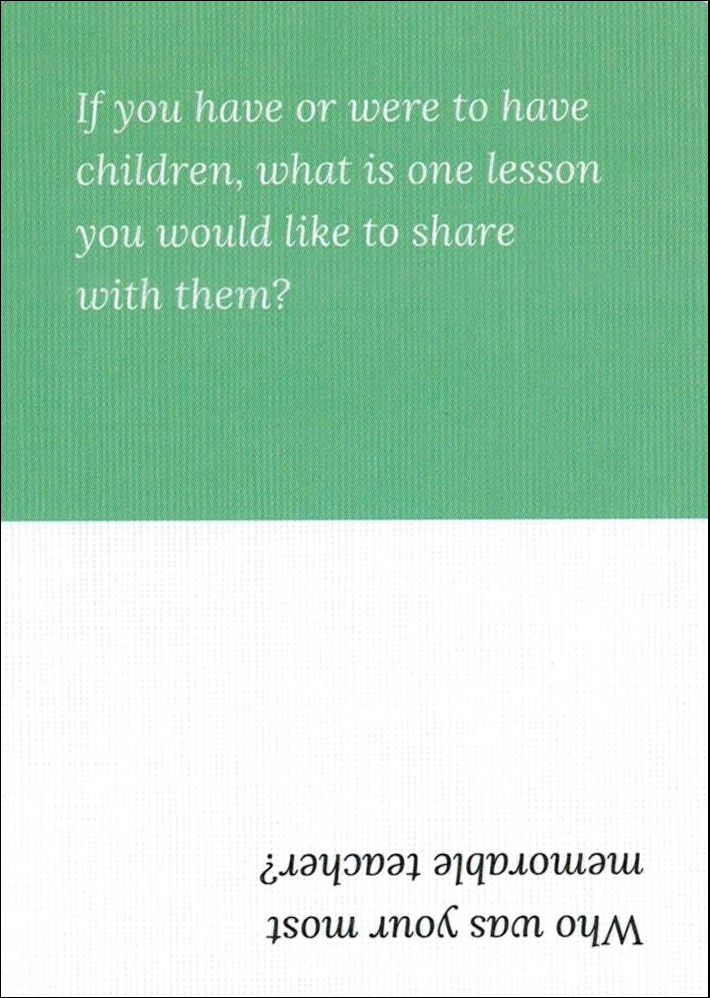 If you have or were to have
children, what is one lesson
you would like to share
with them?
Who was your most
memorable teacher?